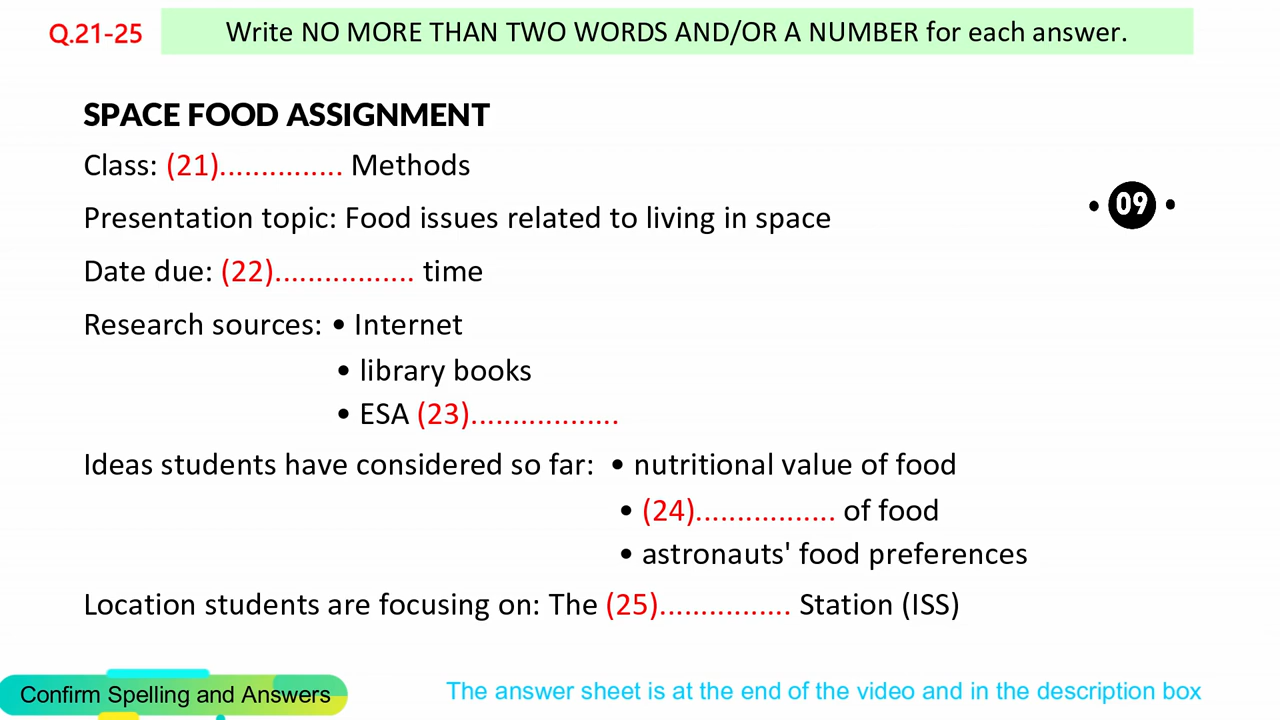 Q.21-25
Write NO MORE THAN TWO WORDS AND/OR A NUMBER for each answer.
SPACE FOOD ASSIGNMENT
Class: (21)............... Methods
09
Presentation topic: Food issues related to living in space
Date due: (22)................. time
Research sources: • Internet
• library books
• ESA (23)..................
Ideas students have considered so far: • nutritional value of food
• (24)................. of food
• astronauts' food preferences
Location students are focusing on: The (25)................ Station (ISS)
Confirm Spelling and Answers
The answer sheet is at the end of the video and in the description box